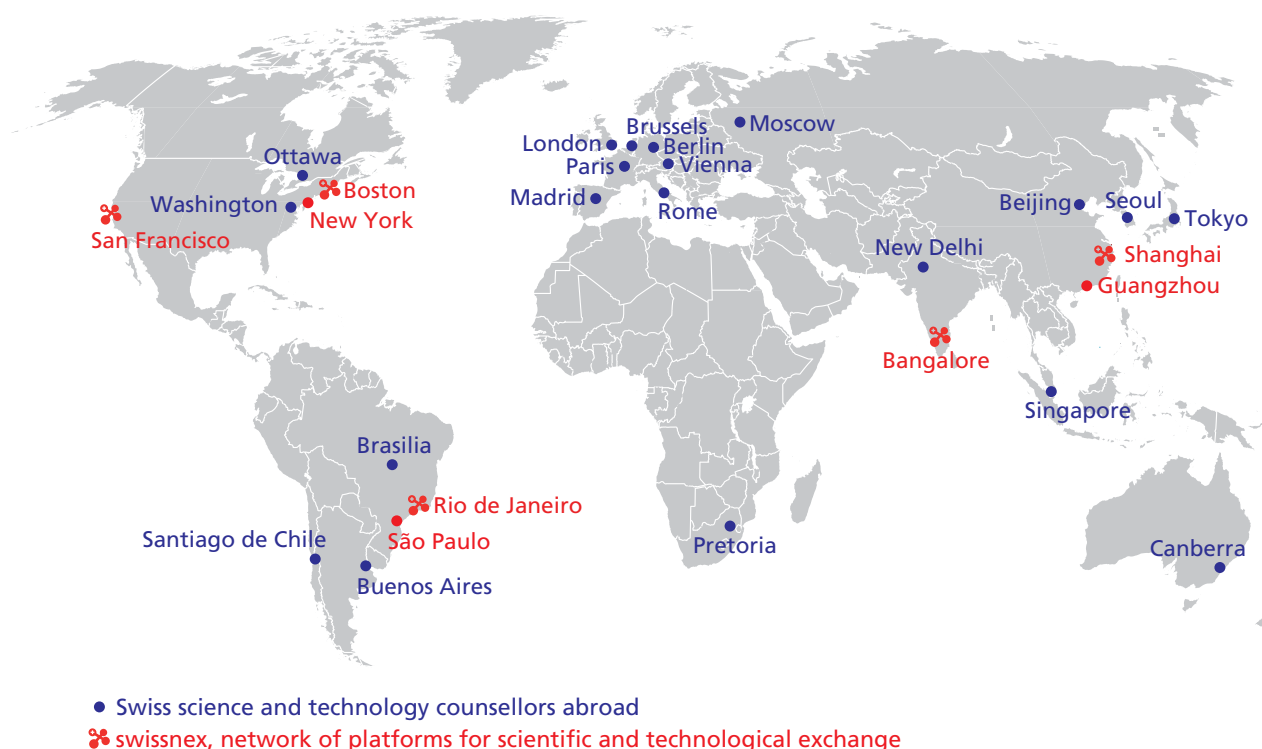 Ottawa
Boston
Washington
New York
San Francisco
London
Brussels
Berlin
Paris
Vienna
Madrid
Rome
Moscow
Beijing
Seoul
Tokyo
New Delhi
Shanghai
Guangzhou
Bangalore
Singapore
Brasilia
Rio de Janeiro
São Paulo
Santiago de Chile
Buenos Aires
Pretoria
Canberra
Swiss science and technology counsellors abroad
swissnex, network of platforms for scientific and technological exchange